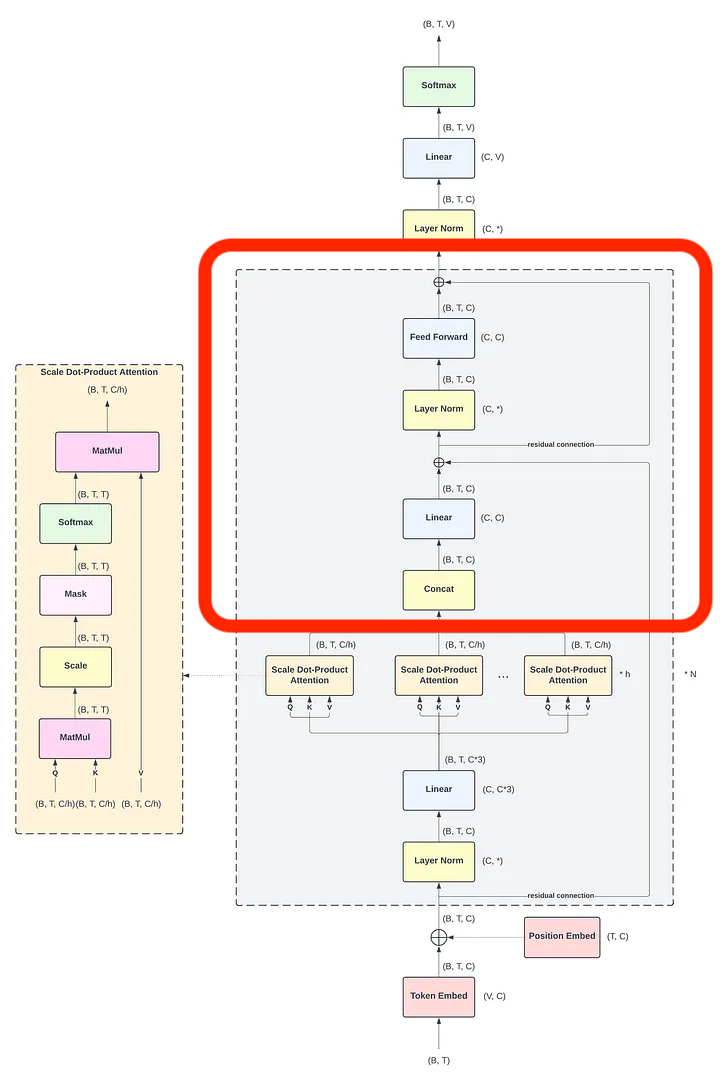 (B, T, V)
Softmax
(B, T, V)
Linear
(C, V)
(B, T, C)
Layer Norm
(C, *)
(B, T, C)
Feed Forward
(C, C)
(B, T, C)
Layer Norm
(C, *)
residual connection
(B, T, C)
Linear
(C, C)
(B, T, C)
Concat
(B, T, C/h)
(B, T, C/h)
(B, T, C/h)
Scale Dot-Product
Attention
Scale Dot-Product
Attention
...
Scale Dot-Product
Attention
* h
* N
Q K V
Q K V
Q K V
(B, T, C*3)
Linear
(C, C*3)
(B, T, C)
Layer Norm
(C, *)
residual connection
(B, T, C)
Position Embed
(T, C)
(B, T, C)
Token Embed
(V, C)
(B, T)
Scale Dot-Product Attention
(B, T, C/h)
MatMul
(B, T, T)
Softmax
(B, T, T)
Mask
(B, T, T)
Scale
(B, T, T)
MatMul
Q K V
(B, T, C/h) (B, T, C/h) (B, T, C/h)